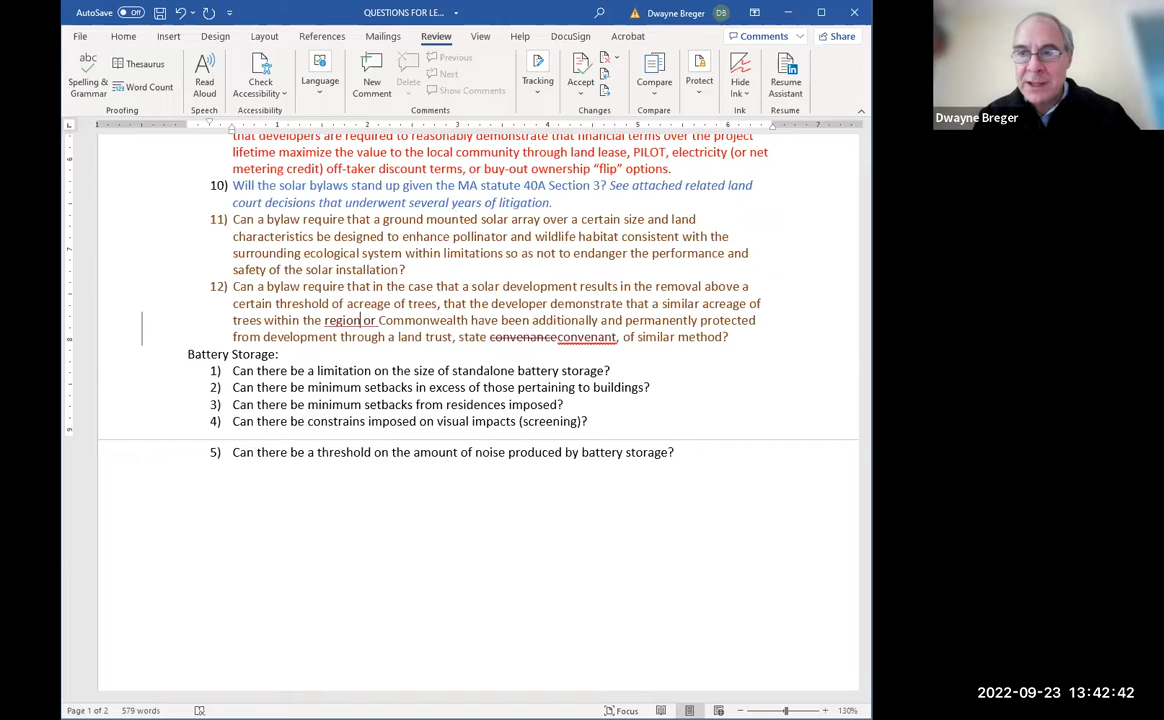 AutoSave Off QUESTIONS FOR LE... Dwayne Breger DB
File Home Insert Design Layout References Mailings Review View Help DocuSign Acrobat Comments Share
abc Spelling & Grammar Thesaurus Word Count Read Aloud Check Accessibility Language New Comment Delete Previous Next Show Comments Tracking Accept Compare Protect Hide Ink Resume Assistant
Proofing Speech Accessibility Comments Changes Compare Ink Resume
1 1 2 3 4 5 6 7
that developers are required to reasonably demonstrate that financial terms over the project
lifetime maximize the value to the local community through land lease, PILOT, electricity (or net
metering credit) off-taker discount terms, or buy-out ownership “flip” options.
10) Will the solar bylaws stand up given the MA statute 40A Section 3? See attached related land
court decisions that underwent several years of litigation.
11) Can a bylaw require that a ground mounted solar array over a certain size and land
characteristics be designed to enhance pollinator and wildlife habitat consistent with the
surrounding ecological system within limitations so as not to endanger the performance and
safety of the solar installation?
12) Can a bylaw require that in the case that a solar development results in the removal above a
certain threshold of acreage of trees, that the developer demonstrate that a similar acreage of
trees within the region or Commonwealth have been additionally and permanently protected
from development through a land trust, state convenanceconvenant, of similar method?
Battery Storage:
1) Can there be a limitation on the size of standalone battery storage?
2) Can there be minimum setbacks in excess of those pertaining to buildings?
3) Can there be minimum setbacks from residences imposed?
4) Can there be constrains imposed on visual impacts (screening)?
5) Can there be a threshold on the amount of noise produced by battery storage?
Page 1 of 2 579 words Focus 130%
Dwayne Breger
2022-09-23 13:42:42